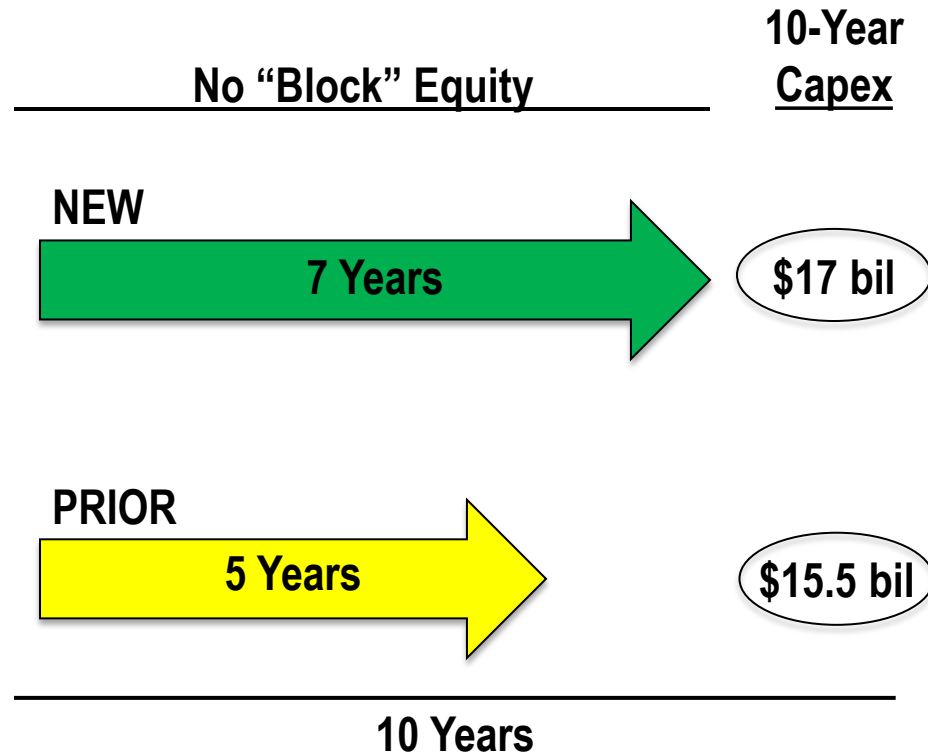 No “Block” Equity
10-Year
Capex
NEW
7 Years
$17 bil
PRIOR
5 Years
$15.5 bil
10 Years